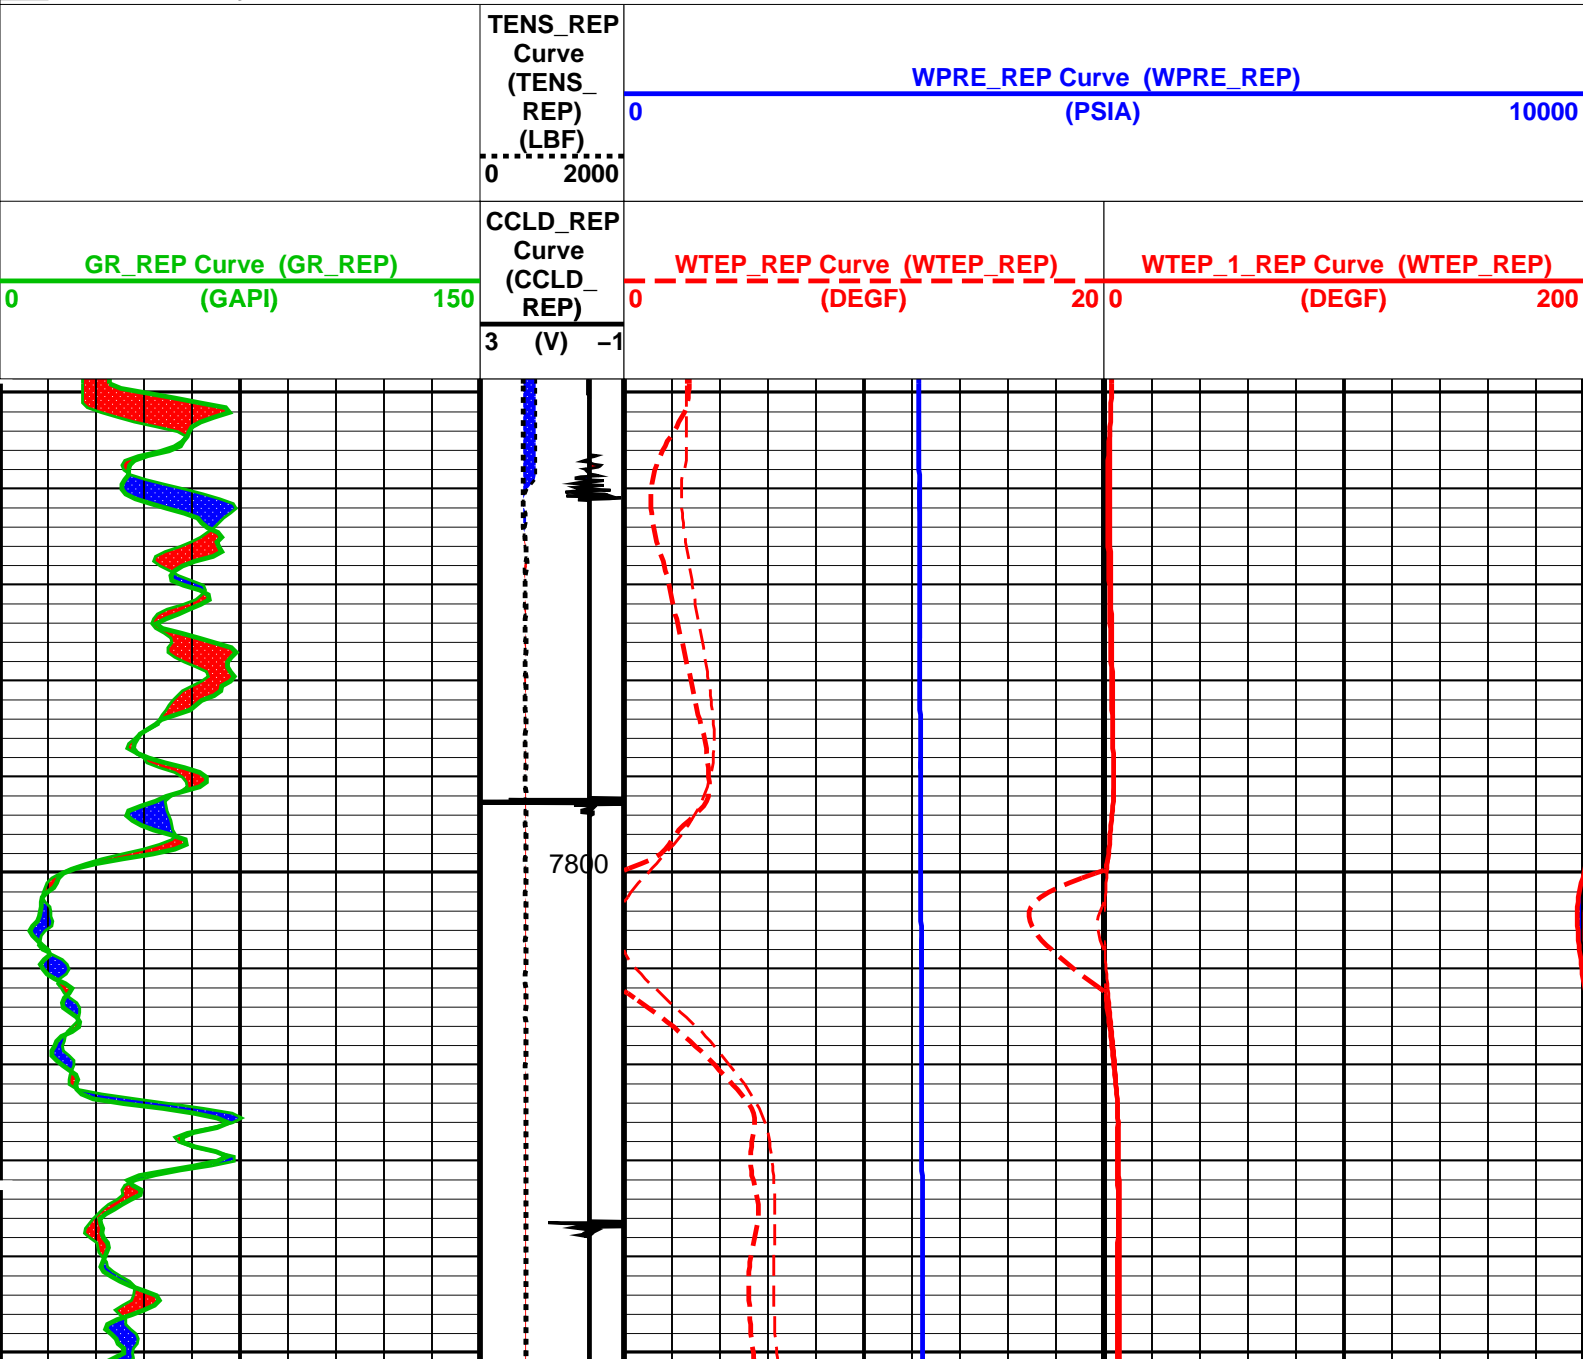 TENS_REP
Curve
(TENS_
REP)
(LBF)
0 2000
WPRE_REP Curve (WPRE_REP)
0 (PSIA) 10000
GR_REP Curve (GR_REP)
0 (GAPI) 150
CCLD_REP
Curve
(CCLD_
REP)
3 (V) −1
WTEP_REP Curve (WTEP_REP)
0 (DEGF) 20
WTEP_1_REP Curve (WTEP_REP)
0 (DEGF) 200
7800